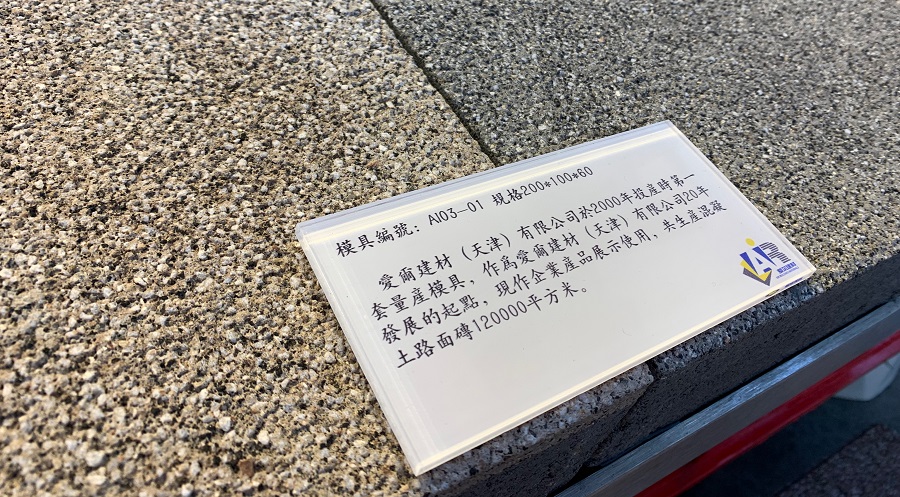 模具編號：AI03-01 規格200*100*60
愛爾建材（天津）有限公司於2000年投産時第一
套量産模具，作爲愛爾建材（天津）有限公司20年
發展的起點，現作企業産品展示使用，共生産混凝
土路面磚120000平方米。